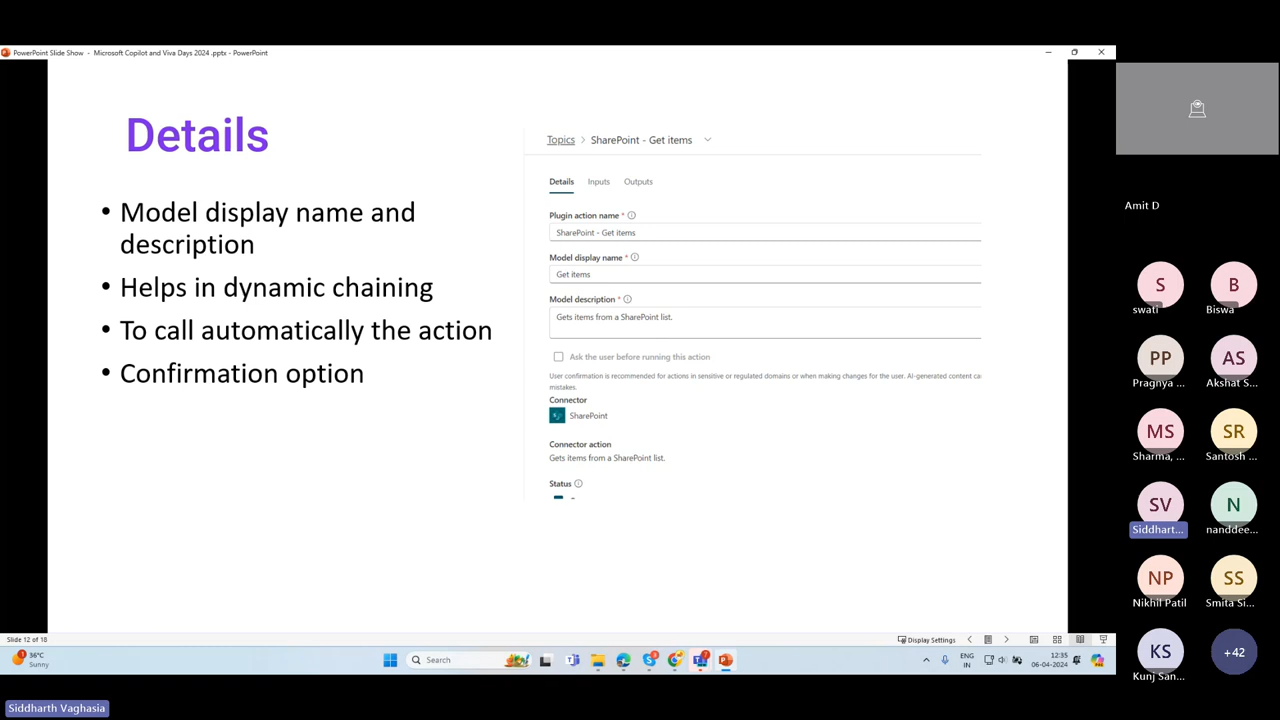 PowerPoint Slide Show - Microsoft Copilot and Viva Days 2024 .pptx - PowerPoint
Details
• Model display name and
description
• Helps in dynamic chaining
• To call automatically the action
• Confirmation option
Topics > SharePoint - Get items
Details Inputs Outputs
Plugin action name *
SharePoint - Get items
Model display name *
Get items
Model description *
Gets items from a SharePoint list.
Ask the user before running this action
User confirmation is recommended for actions in sensitive or regulated domains or when making changes for the user. AI-generated content ca
mistakes.
Connector
SharePoint
Connector action
Gets items from a SharePoint list.
Status
Amit D
S B
swati Biswa
PP AS
Pragnya ... Akshat S...
MS SR
Sharma, ... Santosh ...
SV N
Siddhart... nanddee...
NP SS
Nikhil Patil Smita Si...
KS +42
Kunj San...
Slide 12 of 18
Display Settings
1 36°C
Sunny
Search
ENG
IN
12:35
06-04-2024
Siddharth Vaghasia